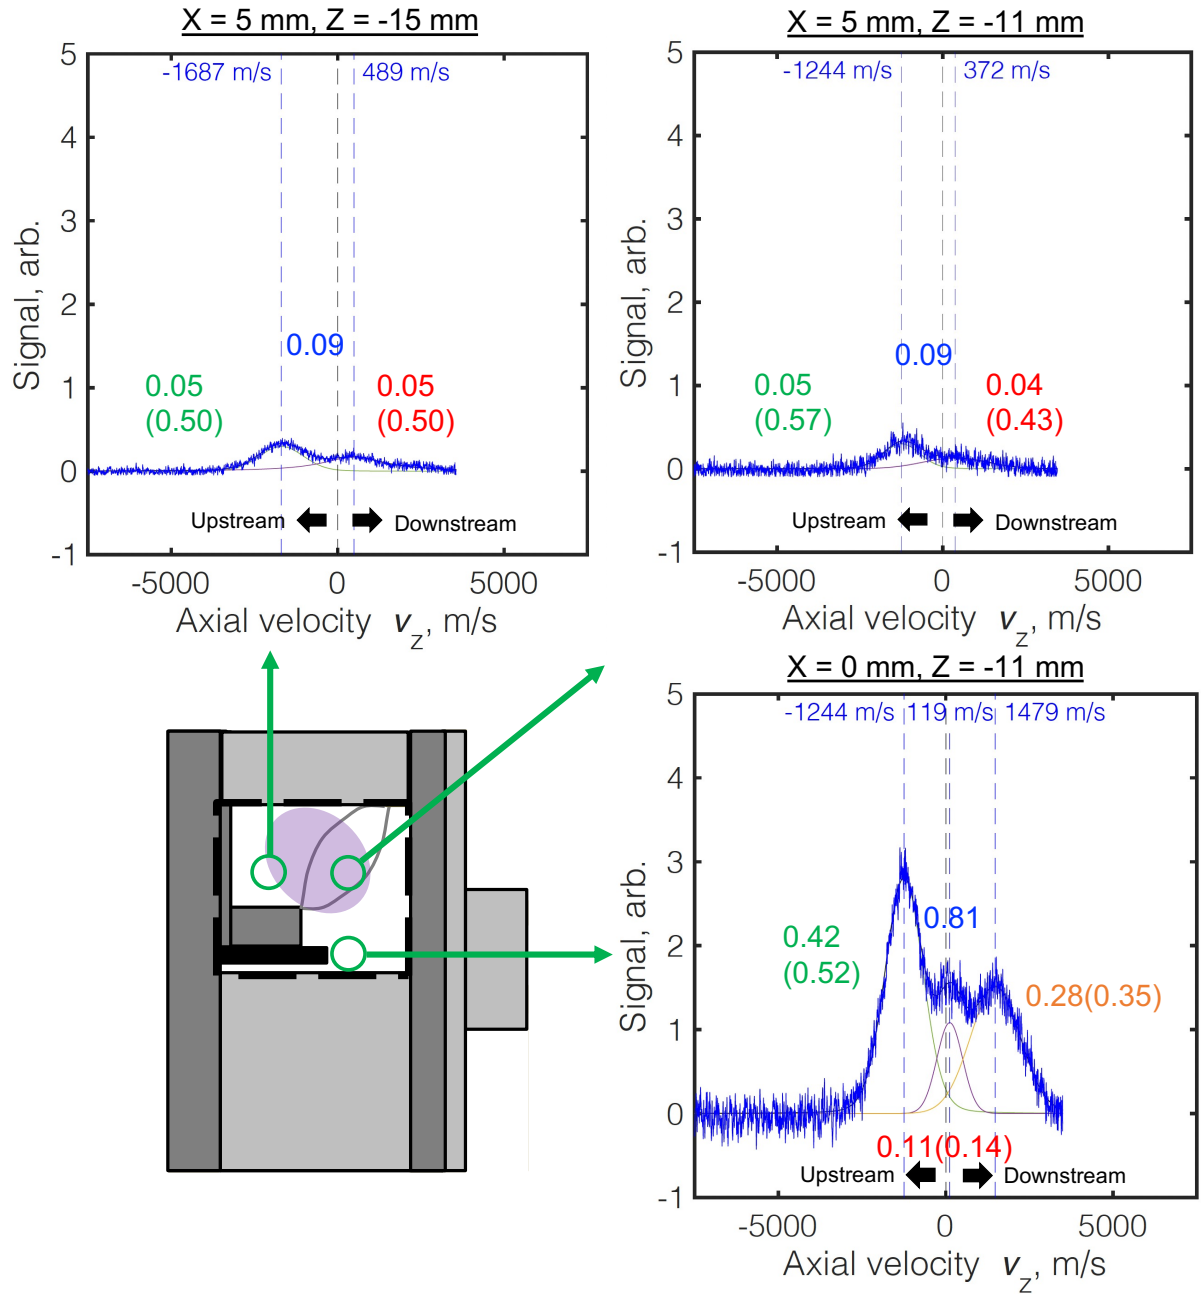 X = 5 mm, Z = -15 mm
-1687 m/s
489 m/s
5
4
3
2
1
0
-1
Signal, arb.
0.09
0.05
(0.50)
0.05
(0.50)
Upstream
Downstream
-5000
0
5000
Axial velocity v_z, m/s
X = 5 mm, Z = -11 mm
-1244 m/s
372 m/s
5
4
3
2
1
0
-1
Signal, arb.
0.09
0.05
(0.57)
0.04
(0.43)
Upstream
Downstream
-5000
0
5000
Axial velocity v_z, m/s
X = 0 mm, Z = -11 mm
-1244 m/s
119 m/s
1479 m/s
5
4
3
2
1
0
-1
Signal, arb.
0.81
0.42
(0.52)
0.28(0.35)
0.11(0.14)
Upstream
Downstream
-5000
0
5000
Axial velocity v_z, m/s